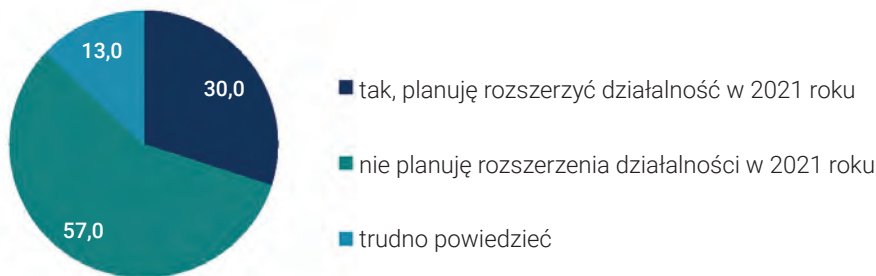 13,0
30,0
57,0
tak, planuję rozszerzyć działalność w 2021 roku
nie planuję rozszerzenia działalności w 2021 roku
trudno powiedzieć